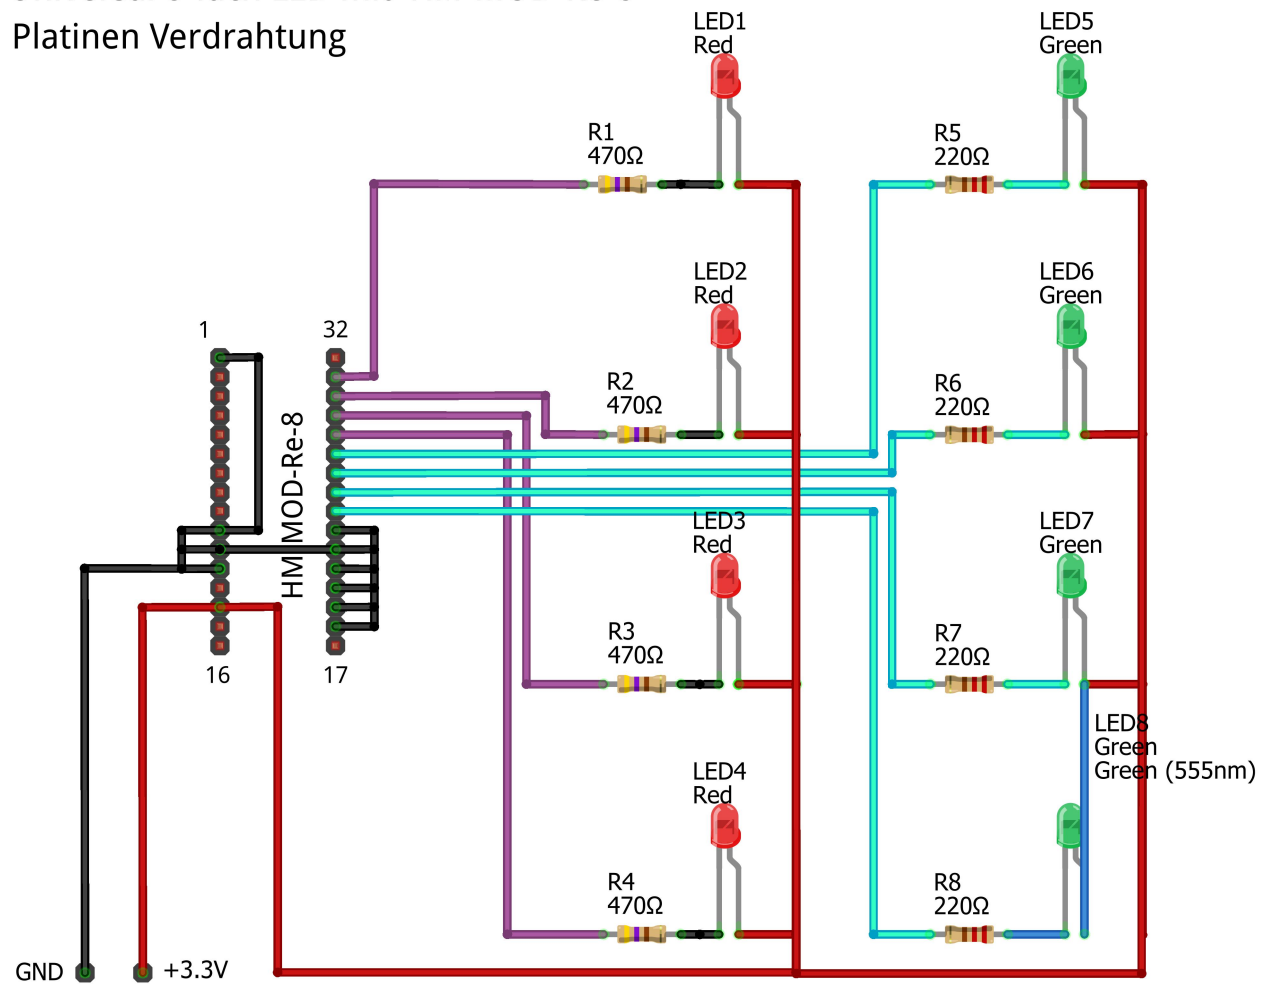 Platinen Verdrahtung
LED1
Red
LED5
Green
R1
470Ω
R5
220Ω
LED2
Red
LED6
Green
1
32
R2
470Ω
R6
220Ω
HM MOD-Re-8
LED3
Red
LED7
Green
R3
470Ω
R7
220Ω
16
17
LED8
Green
Green (555nm)
LED4
Red
R4
470Ω
R8
220Ω
GND
+3.3V